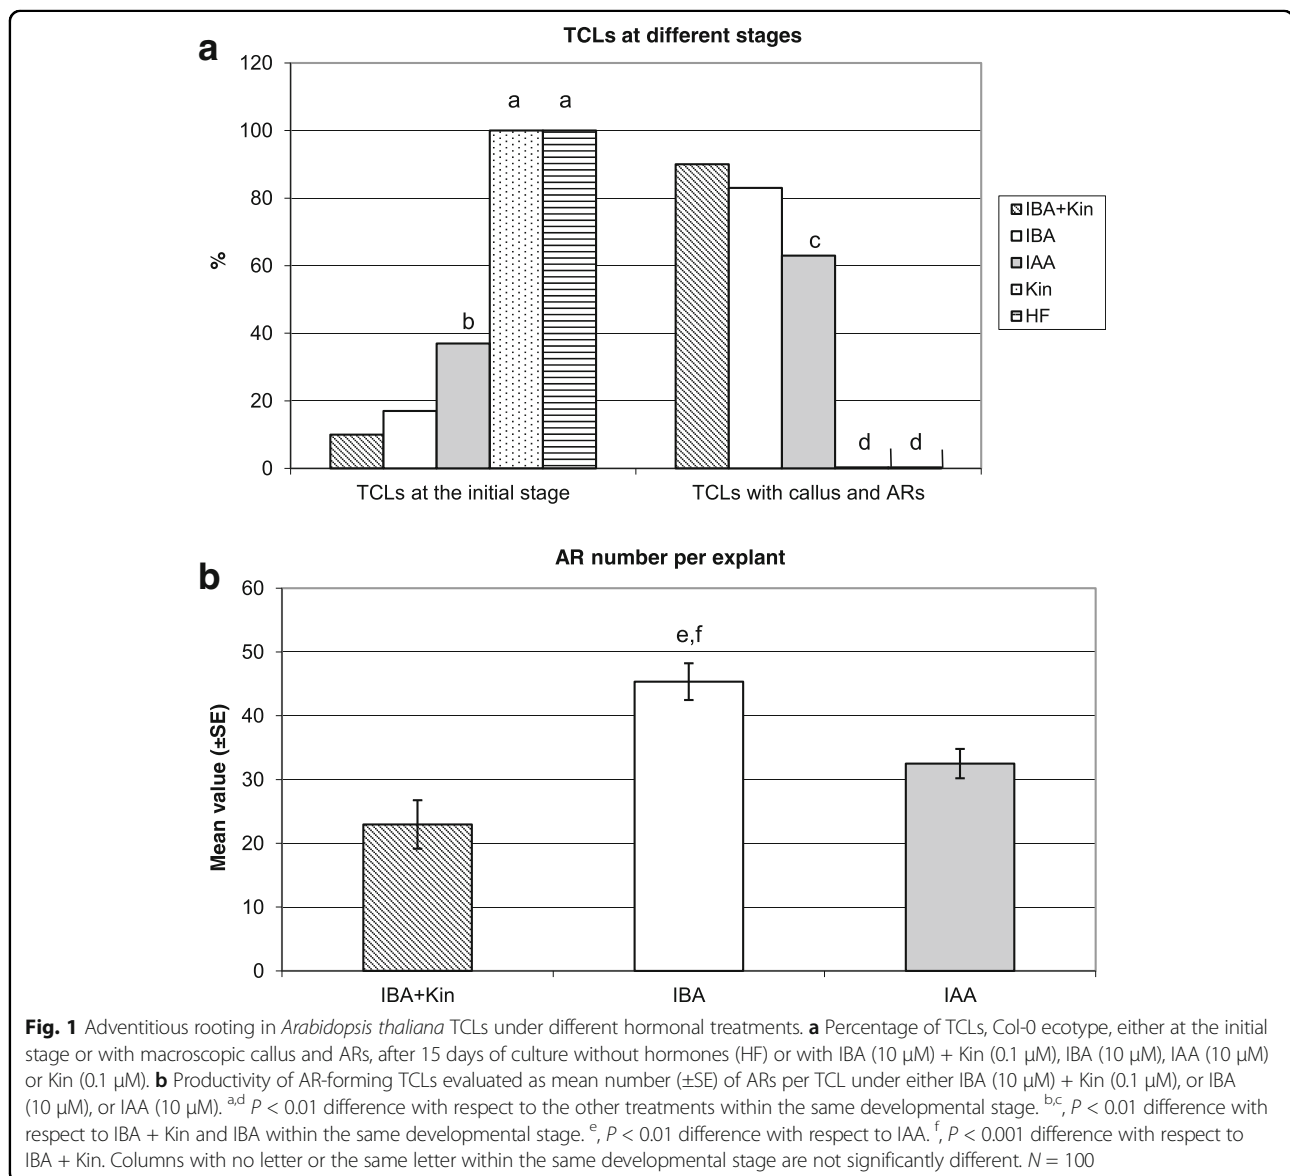 a
TCLs at different stages
120
100
80
60
40
20
0
%
a a
b
c
d d
TCLs at the initial stage TCLs with callus and ARs
IBA+Kin
IBA
IAA
Kin
HF
b
AR number per explant
60
50
40
30
20
10
0
Mean value (±SE)
e,f
IBA+Kin IBA IAA
Fig. 1 Adventitious rooting in Arabidopsis thaliana TCLs under different hormonal treatments. a Percentage of TCLs, Col-0 ecotype, either at the initial
stage or with macroscopic callus and ARs, after 15 days of culture without hormones (HF) or with IBA (10 μM) + Kin (0.1 μM), IBA (10 μM), IAA (10 μM)
or Kin (0.1 μM). b Productivity of AR-forming TCLs evaluated as mean number (±SE) of ARs per TCL under either IBA (10 μM) + Kin (0.1 μM), or IBA
(10 μM), or IAA (10 μM). a,d P < 0.01 difference with respect to the other treatments within the same developmental stage. b,c, P < 0.01 difference with
respect to IBA + Kin and IBA within the same developmental stage. e, P < 0.01 difference with respect to IAA. f, P < 0.001 difference with respect to
IBA + Kin. Columns with no letter or the same letter within the same developmental stage are not significantly different. N = 100